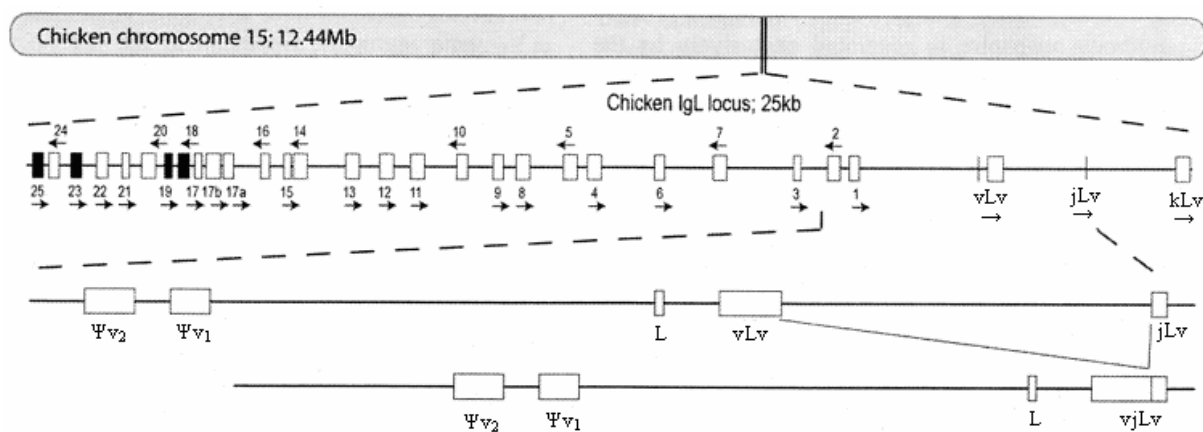 Chicken chromosome 15; 12.44Mb
Chicken IgL locus; 25kb
24 20 18 16 14 10 5 7 2
25 23 22 21 19 17 17b 17a 15 13 12 11 9 8 4 6 3 1 vLv jLv kLv
Ψv₂ Ψv₁ L vLv jLv
Ψv₂ Ψv₁ L vjLv